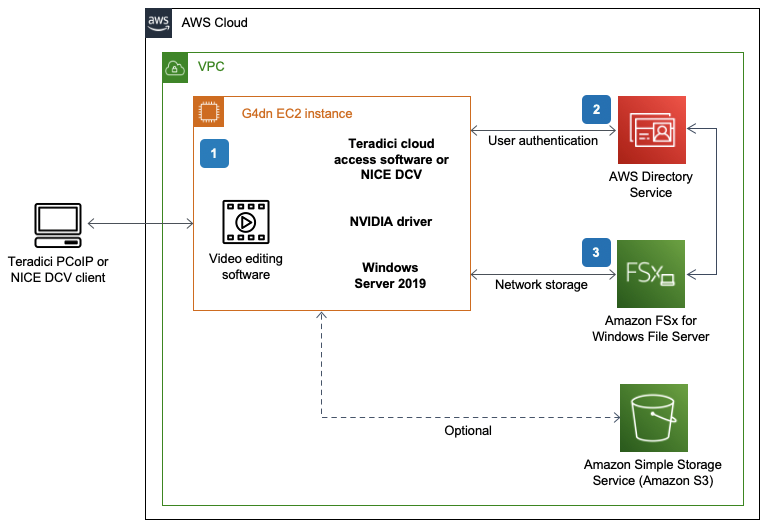 aws
AWS Cloud
VPC
G4dn EC2 instance
1
Teradici cloud
access software or
NICE DCV
NVIDIA driver
Windows
Server 2019
Video editing
software
Teradici PCoIP or
NICE DCV client
2
User authentication
AWS Directory
Service
3
Network storage
FSx
Amazon FSx for
Windows File Server
Optional
Amazon Simple Storage
Service (Amazon S3)